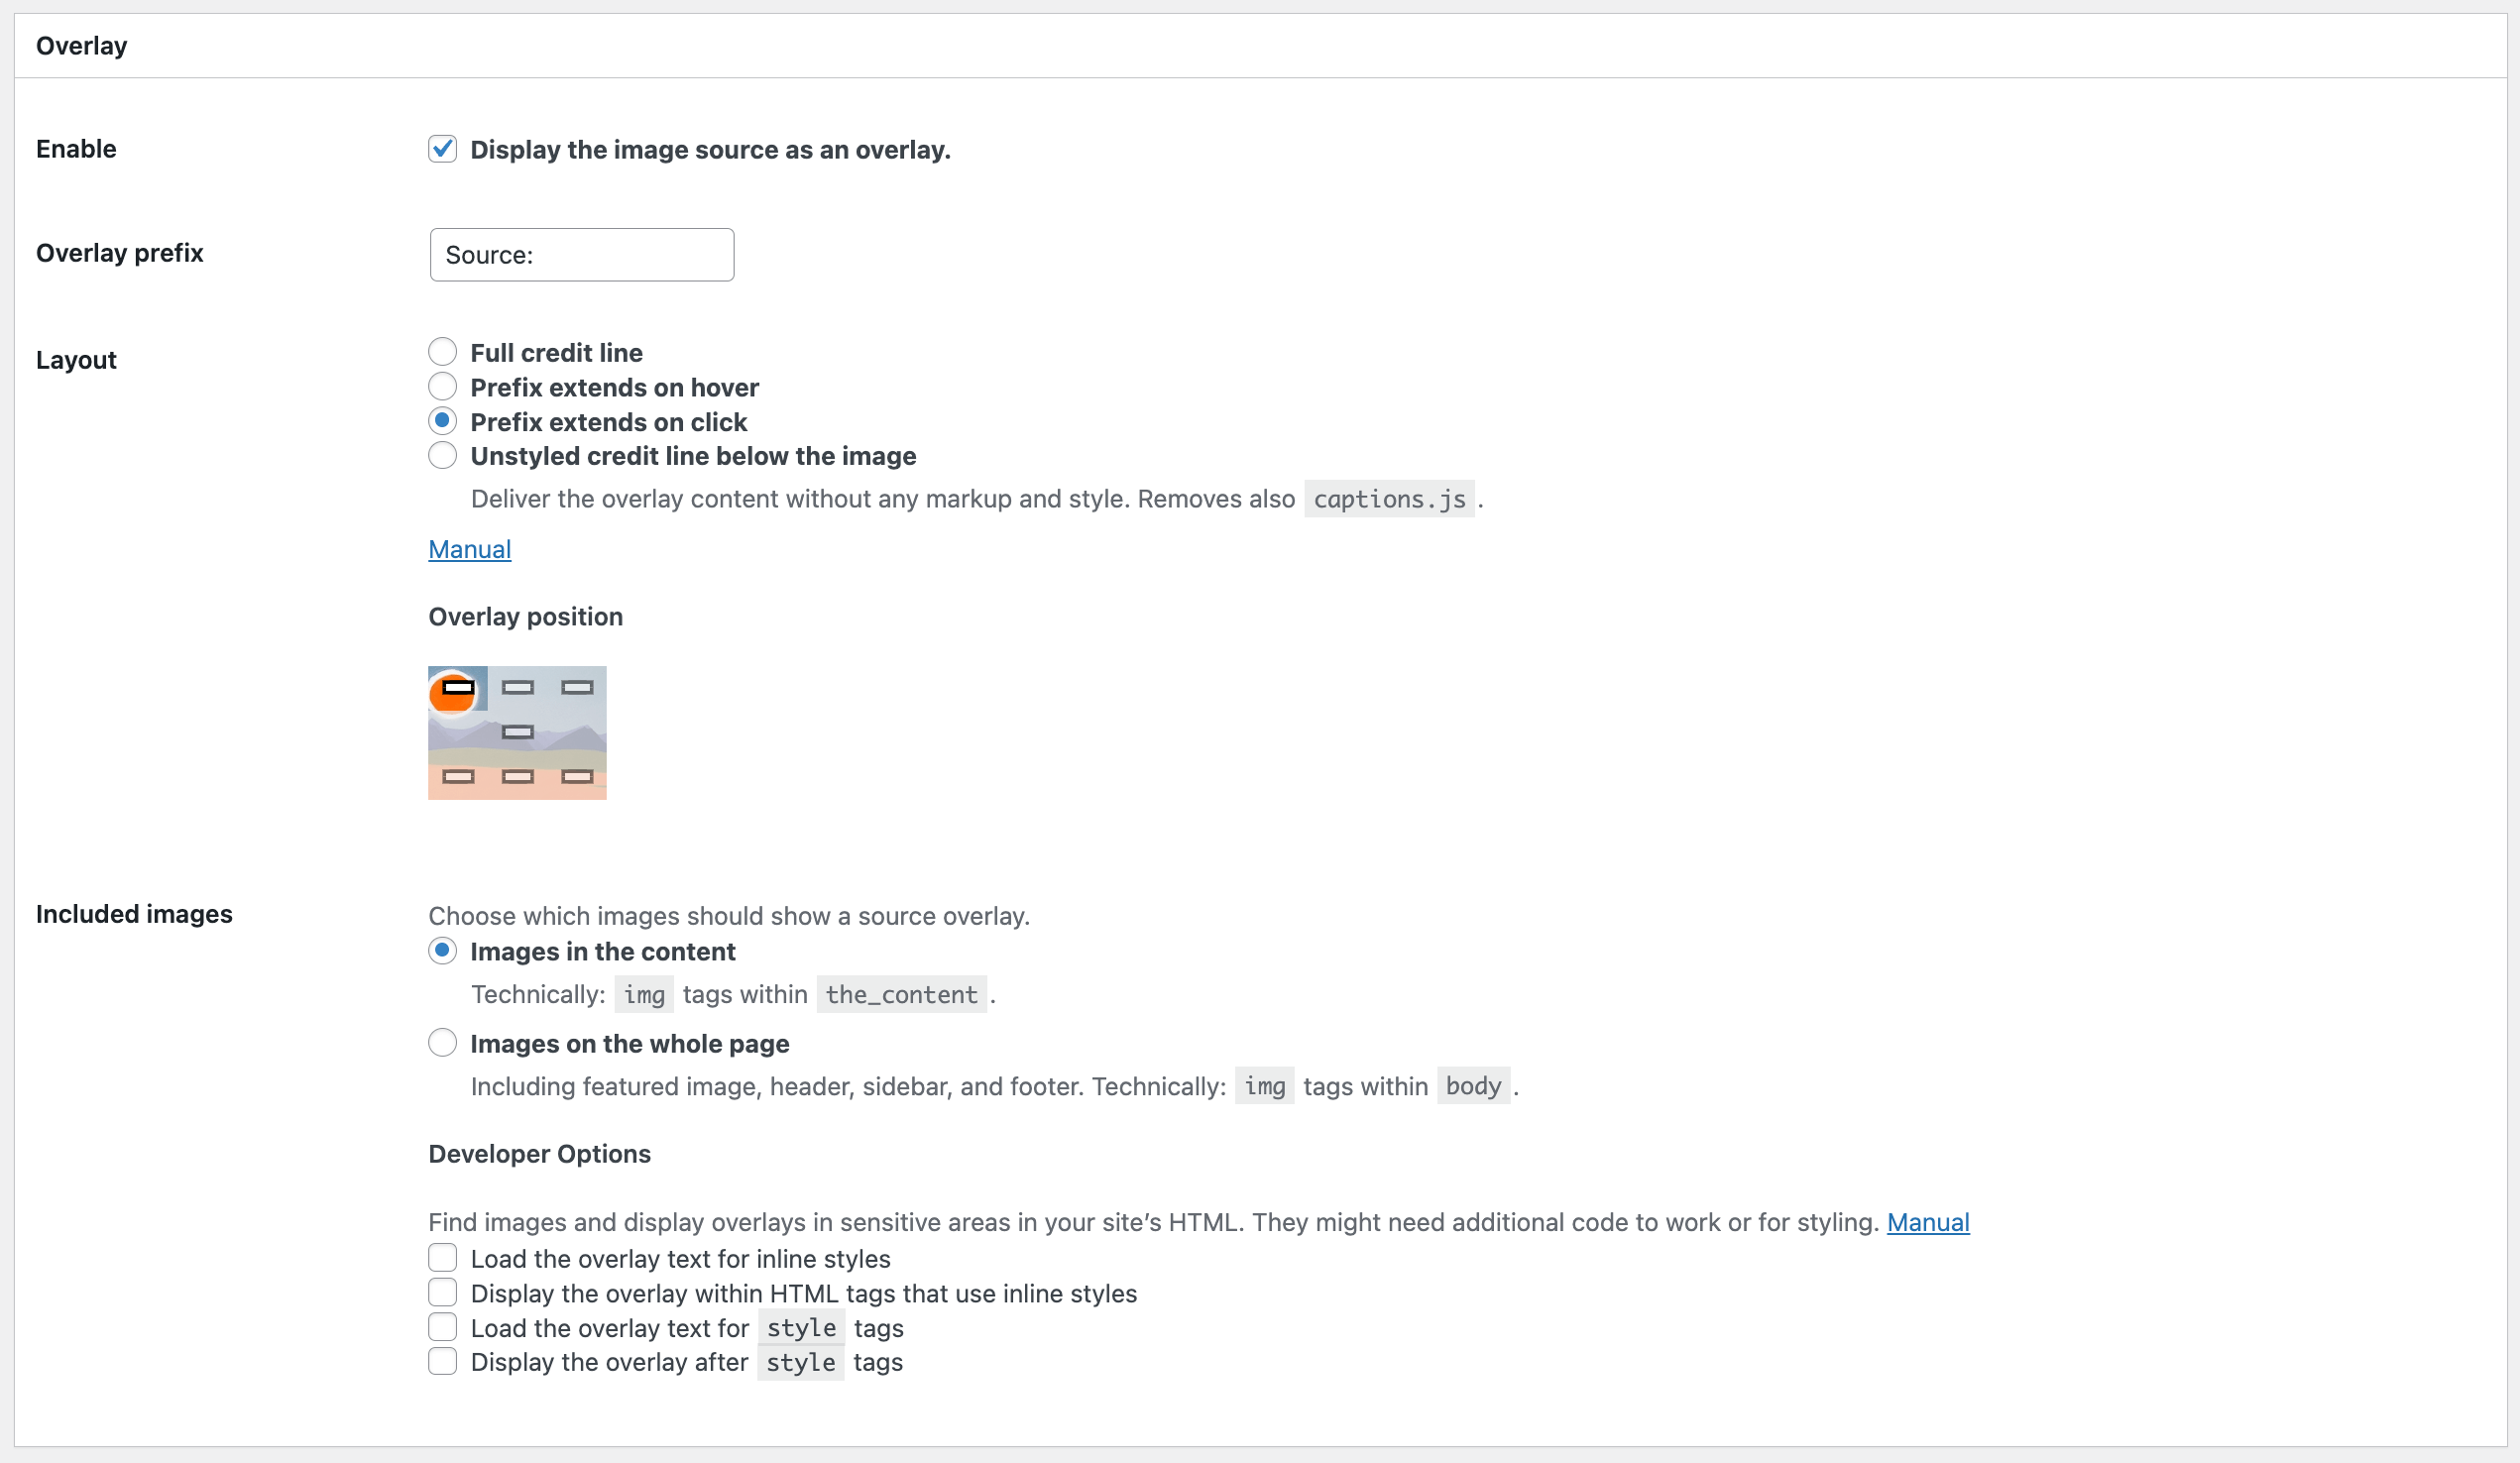 Overlay
Enable
Display the image source as an overlay.
Overlay prefix
Source:
Layout
Full credit line
Prefix extends on hover
Prefix extends on click
Unstyled credit line below the image
Deliver the overlay content without any markup and style. Removes also captions.js .
Manual
Overlay position
Included images
Choose which images should show a source overlay.
Images in the content
Technically: img tags within the_content .
Images on the whole page
Including featured image, header, sidebar, and footer. Technically: img tags within body .
Developer Options
Find images and display overlays in sensitive areas in your site’s HTML. They might need additional code to work or for styling. Manual
Load the overlay text for inline styles
Display the overlay within HTML tags that use inline styles
Load the overlay text for style tags
Display the overlay after style tags